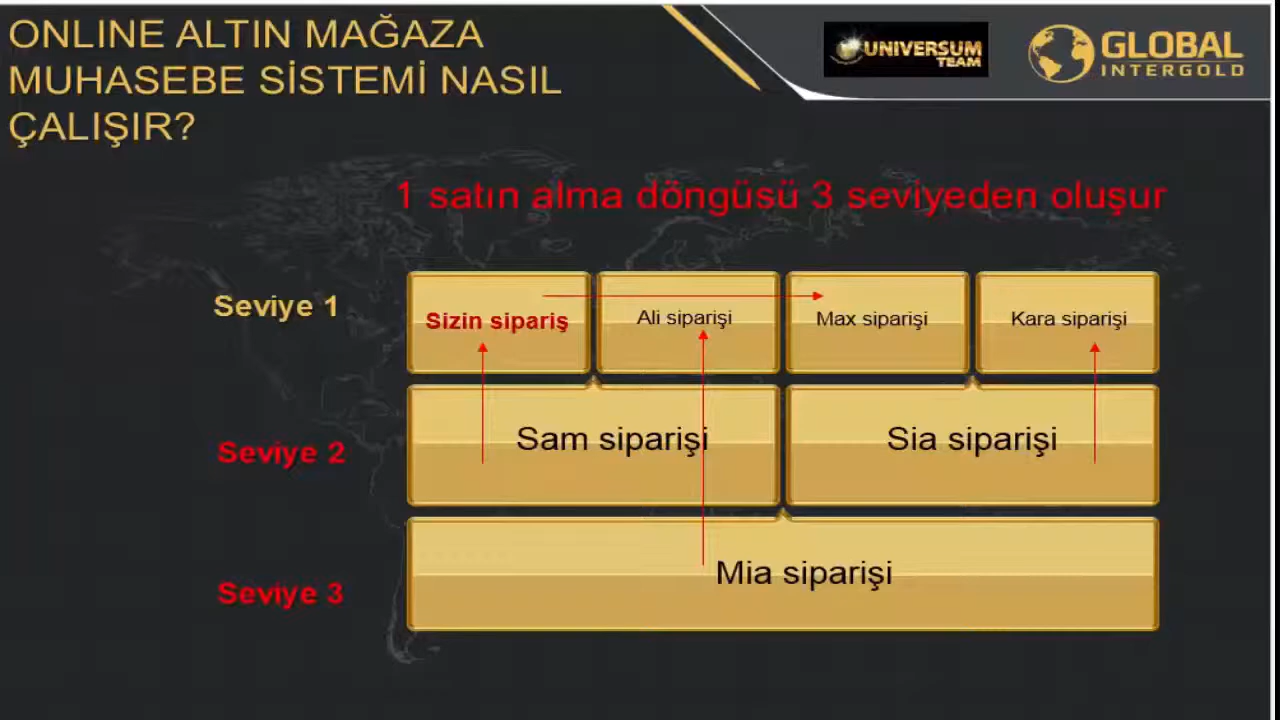 ONLINE ALTIN MAĞAZA
MUHASEBE SİSTEMİ NASIL
ÇALIŞIR?
UNIVERSUM
TEAM
GLOBAL
INTERGOLD
1 satın alma döngüsü 3 seviyeden oluşur
Seviye 1
Sizin sipariş
Ali siparişi
Max siparişi
Kara siparişi
Seviye 2
Sam siparişi
Sia siparişi
Seviye 3
Mia siparişi